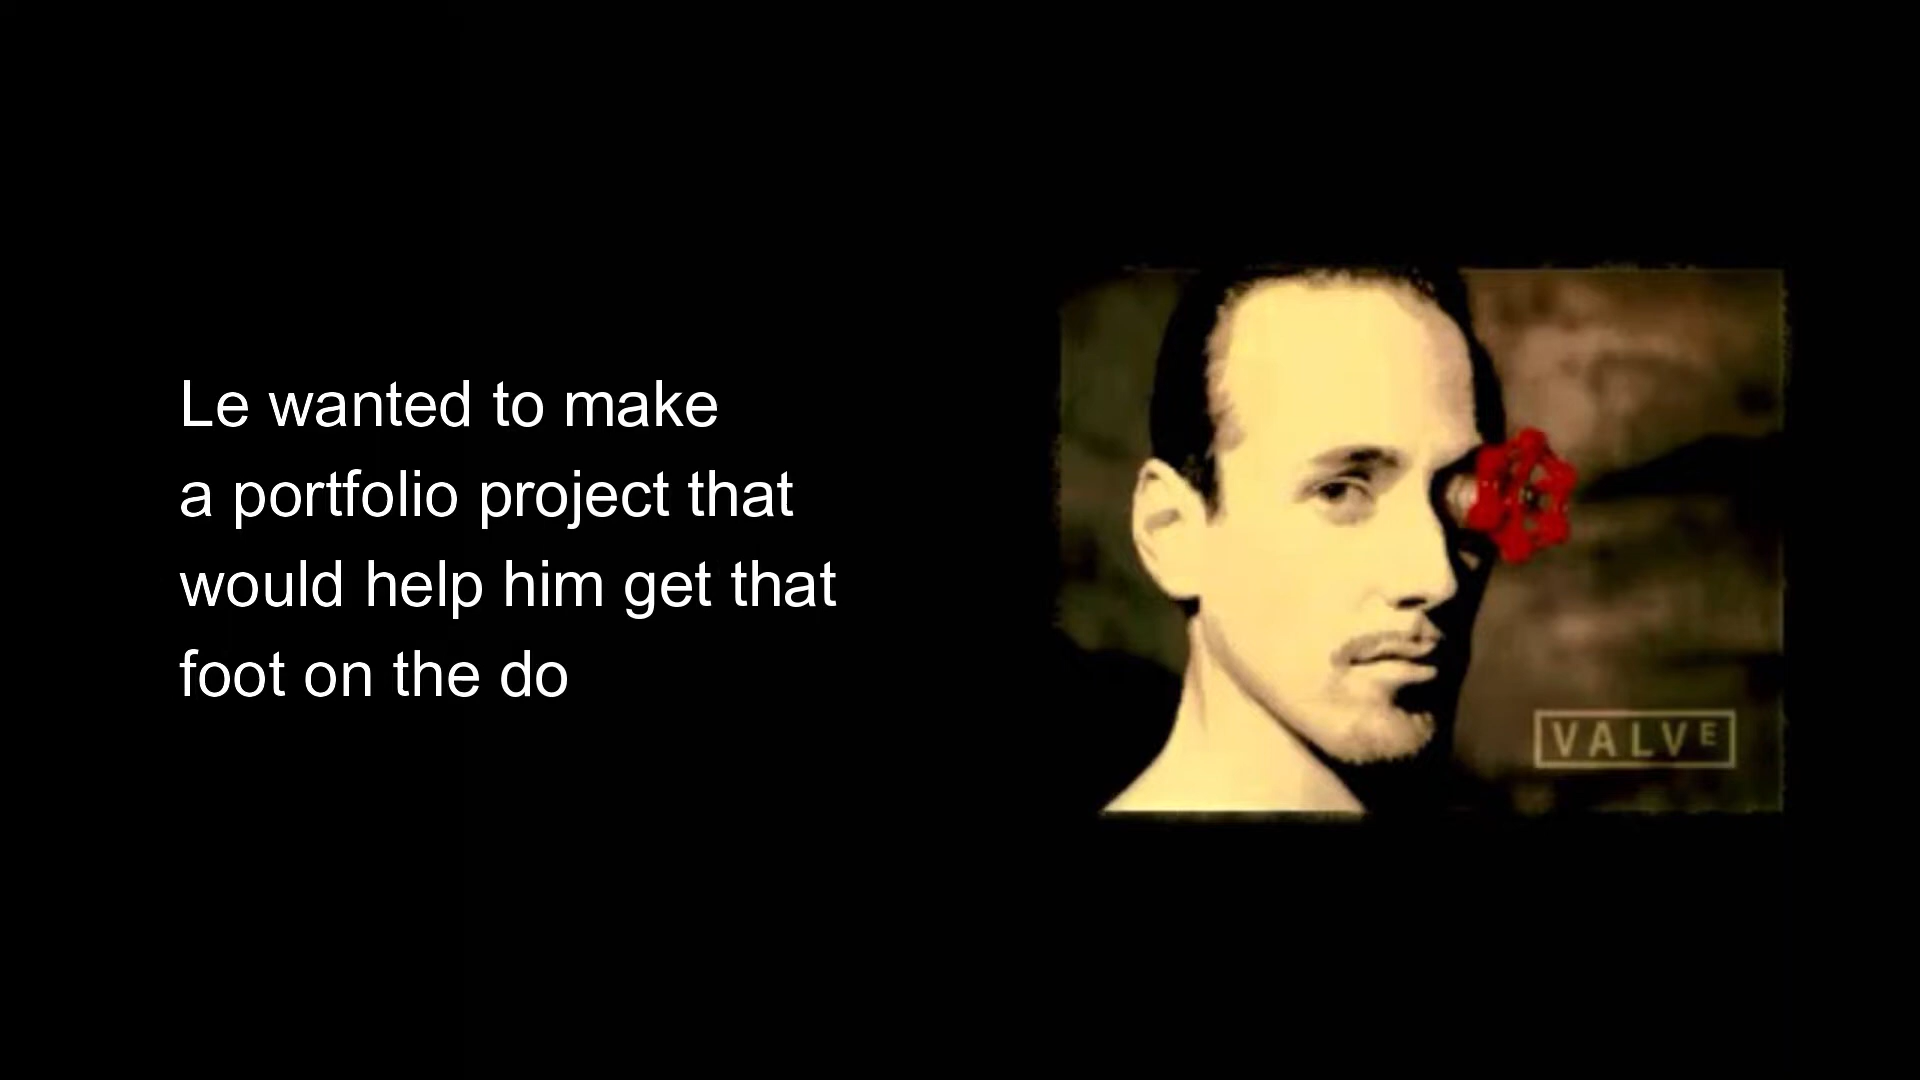 Le wanted to make
a portfolio project that
would help him get that
foot on the do
VALVE